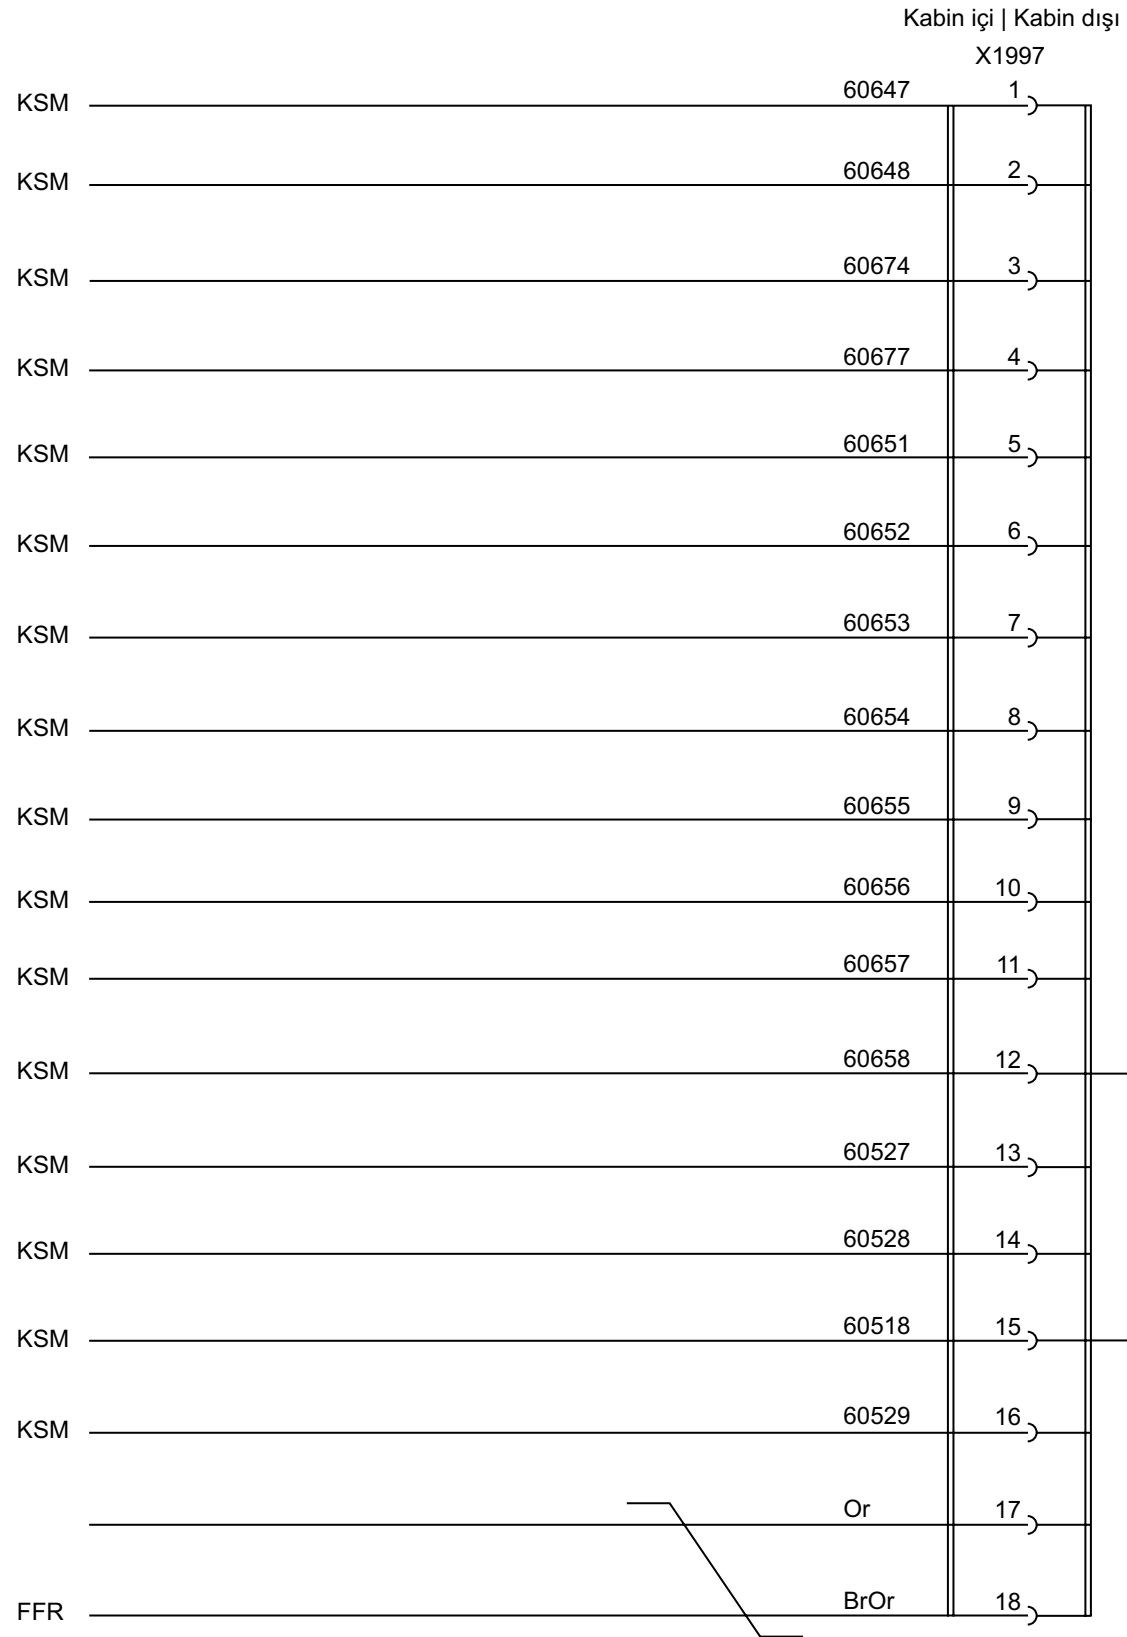 Kabin içi | Kabin dışı
X1997
KSM 60647 1
KSM 60648 2
KSM 60674 3
KSM 60677 4
KSM 60651 5
KSM 60652 6
KSM 60653 7
KSM 60654 8
KSM 60655 9
KSM 60656 10
KSM 60657 11
KSM 60658 12
KSM 60527 13
KSM 60528 14
KSM 60518 15
KSM 60529 16
Or 17
FFR BrOr 18